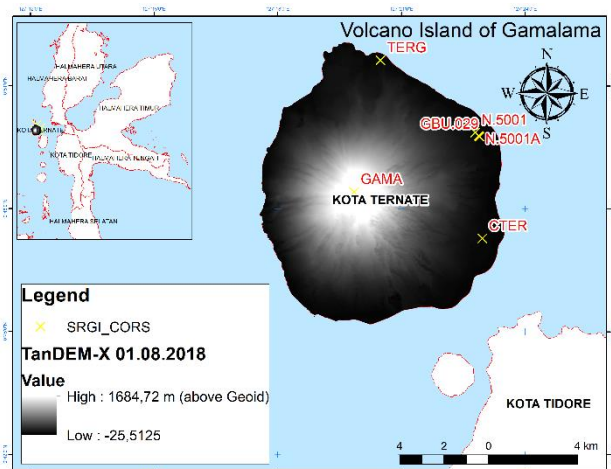 Volcano Island of Gamalama
TERG
N
W
E
S
GBU.029
N.5001
N.5001A
GAMA
KOTA TERNATE
CTER
HALMAHERA UTARA
HALMAHERA BARAT
HALMAHERA TIMUR
KOTA TIDORE
HALMAHERA TENGAH
HALMAHERA SELATAN
Legend
SRGI_CORS
TanDEM-X 01.08.2018
Value
High : 1684,72 m (above Geoid)
Low : -25,5125
KOTA TIDORE
4 2 0 4 km